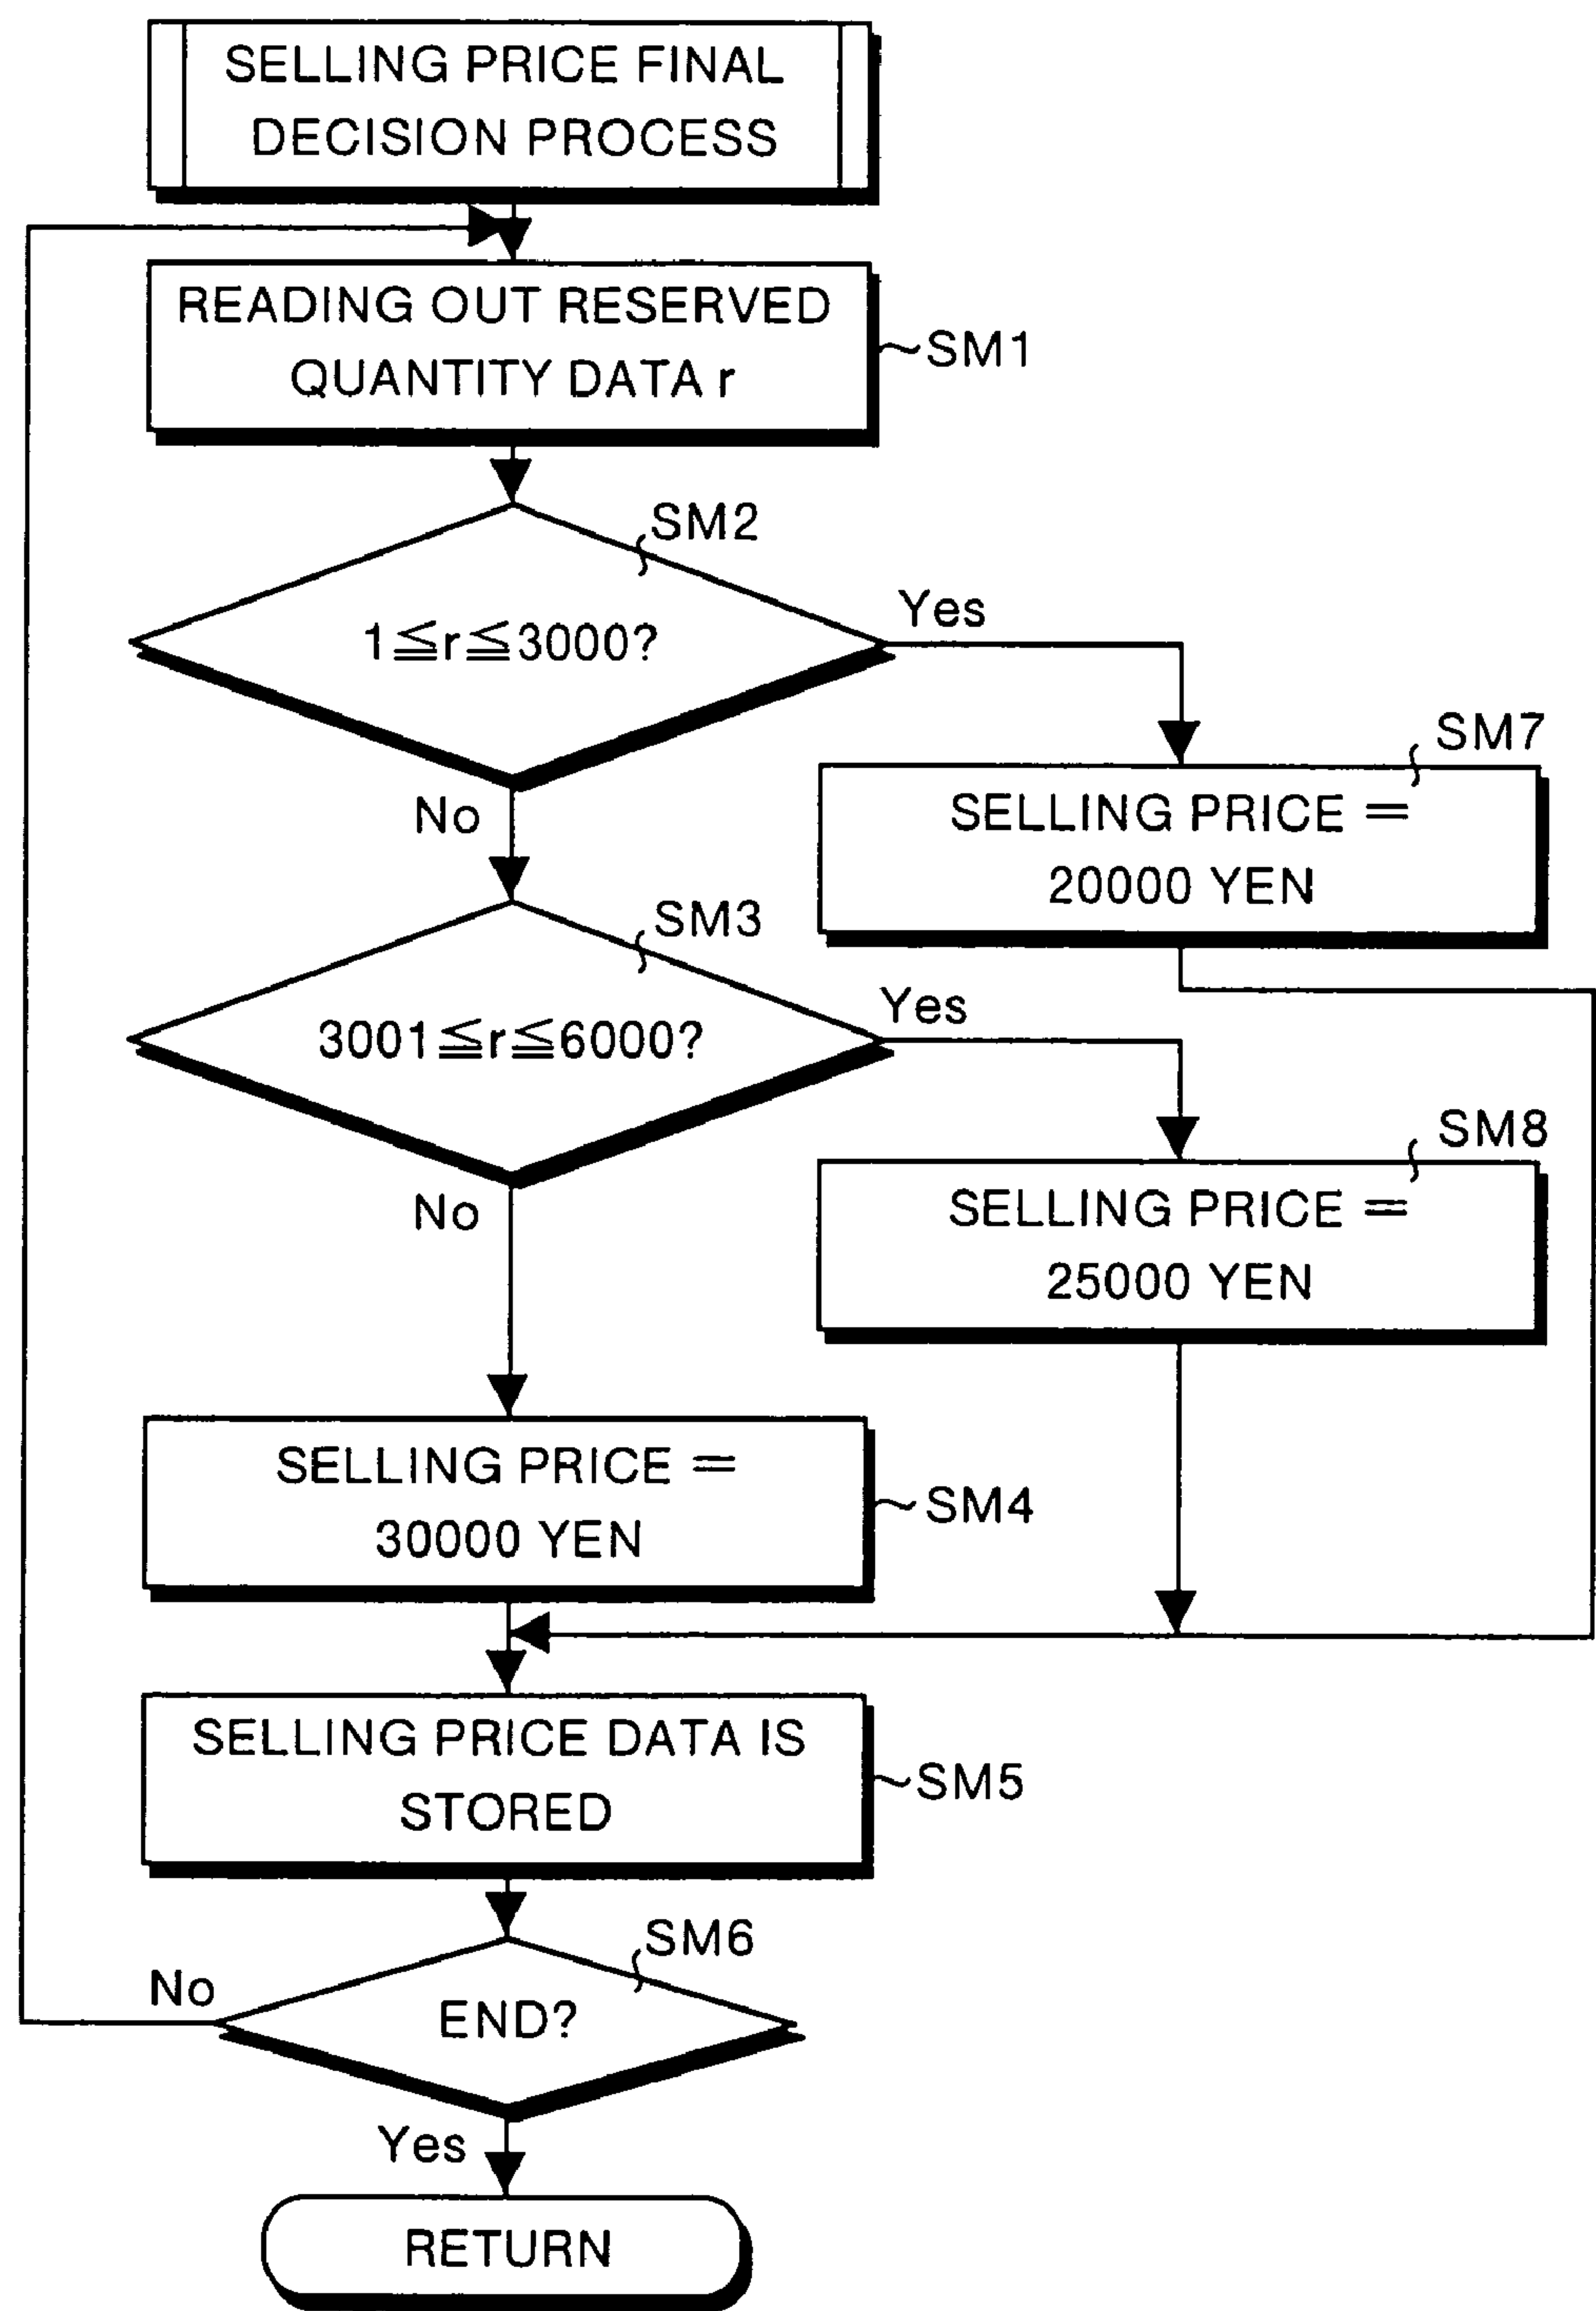 SELLING PRICE FINAL
DECISION PROCESS
READING OUT RESERVED
QUANTITY DATA r
SM1
SM2
1≦r≦3000?
Yes
No
SM7
SELLING PRICE =
20000 YEN
SM3
3001≦r≦6000?
Yes
No
SM8
SELLING PRICE =
25000 YEN
SELLING PRICE =
30000 YEN
SM4
SELLING PRICE DATA IS
STORED
SM5
SM6
END?
No
Yes
RETURN